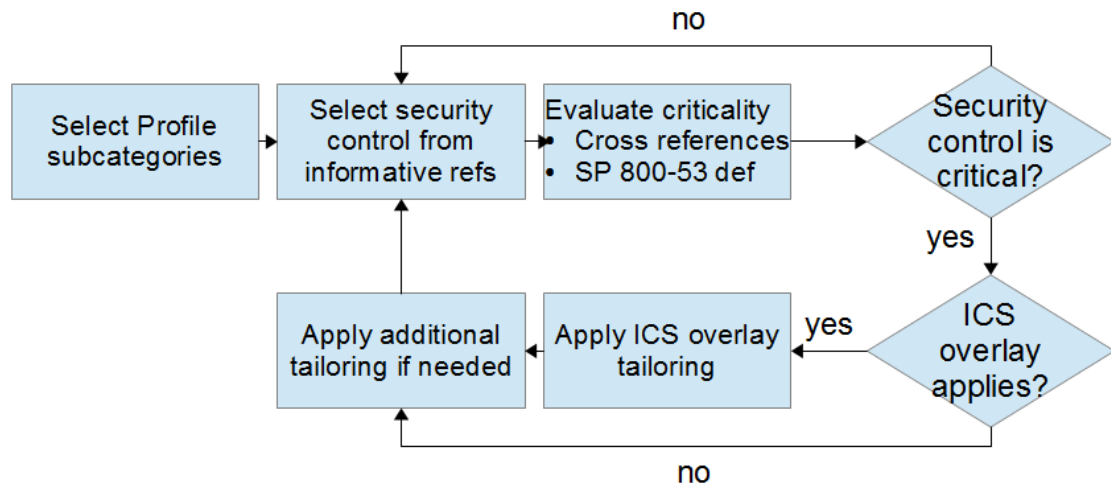 no
Select Profile
subcategories
Select security
control from
informative refs
Evaluate criticality
• Cross references
• SP 800-53 def
Security
control is
critical?
yes
Apply additional
tailoring if needed
Apply ICS overlay
tailoring
yes
ICS
overlay
applies?
no